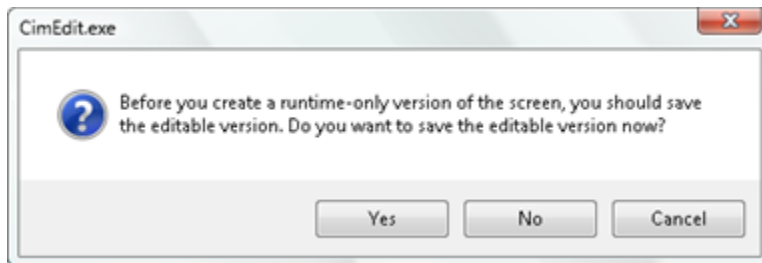 CimEdit.exe
Before you create a runtime-only version of the screen, you should save
the editable version. Do you want to save the editable version now?
Yes No Cancel